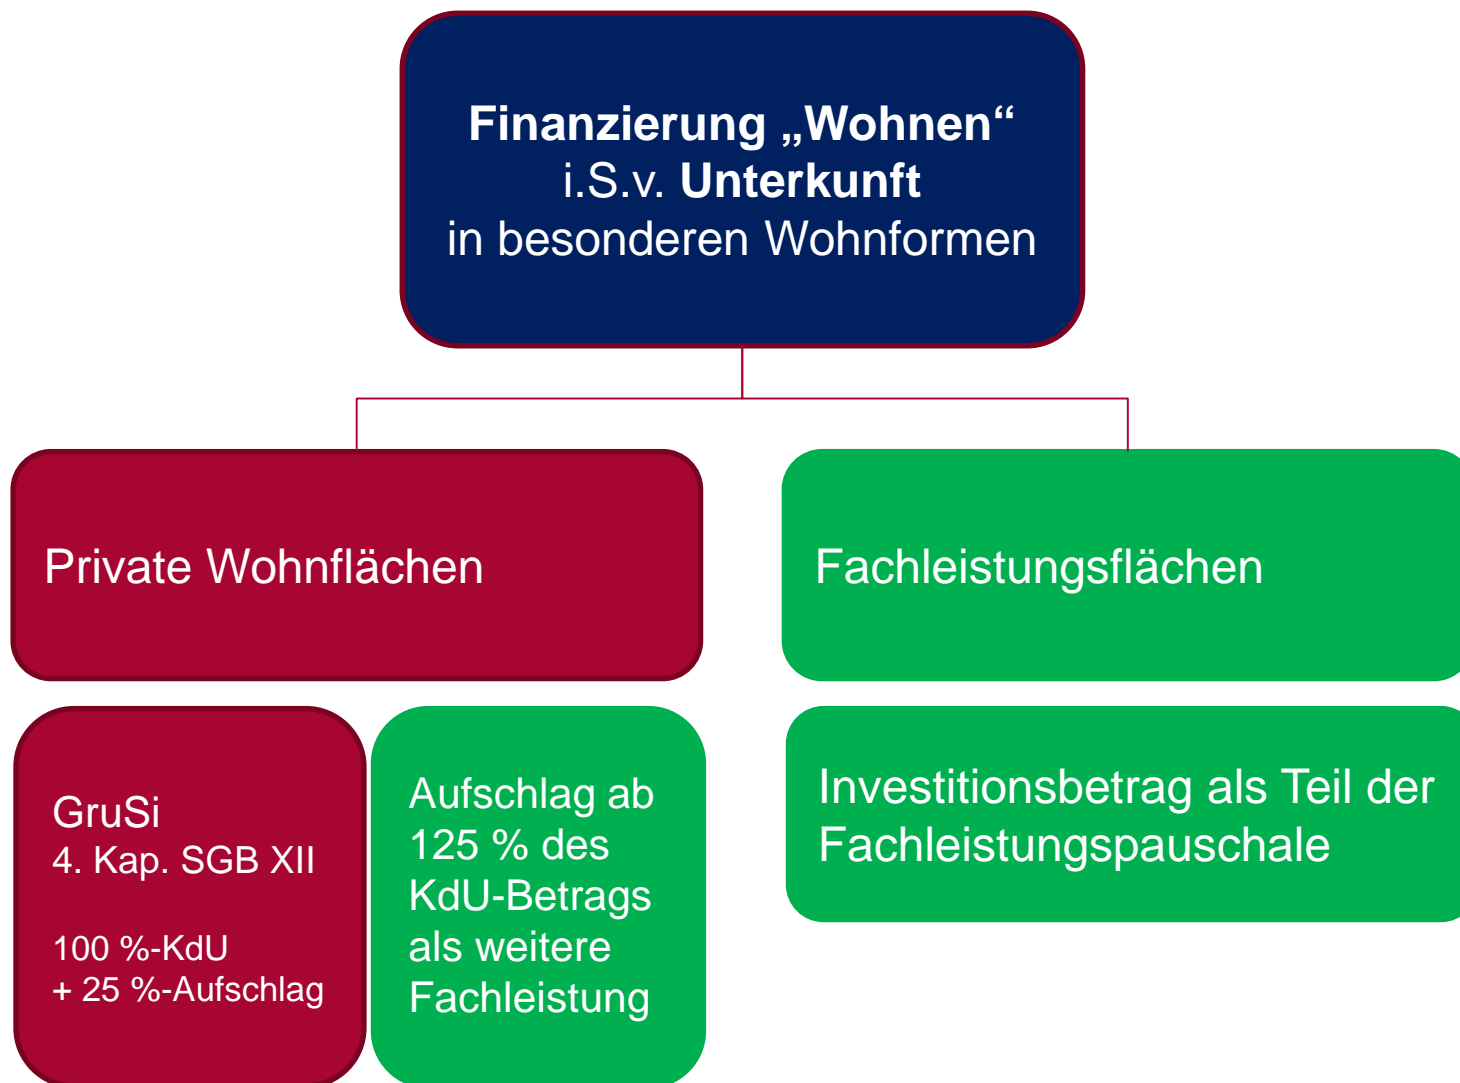 Finanzierung „Wohnen“
i.S.v. Unterkunft
in besonderen Wohnformen
Private Wohnflächen
Fachleistungsflächen
GruSi
4. Kap. SGB XII
100 %-KdU
+ 25 %-Aufschlag
Aufschlag ab
125 % des
KdU-Betrags
als weitere
Fachleistung
Investitionsbetrag als Teil der
Fachleistungspauschale